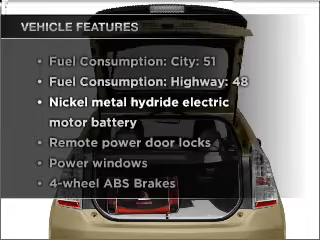 VEHICLE FEATURES
• Fuel Consumption: City: 51
• Fuel Consumption: Highway: 48
• Nickel metal hydride electric
motor battery
• Remote power door locks
• Power windows
• 4-wheel ABS Brakes